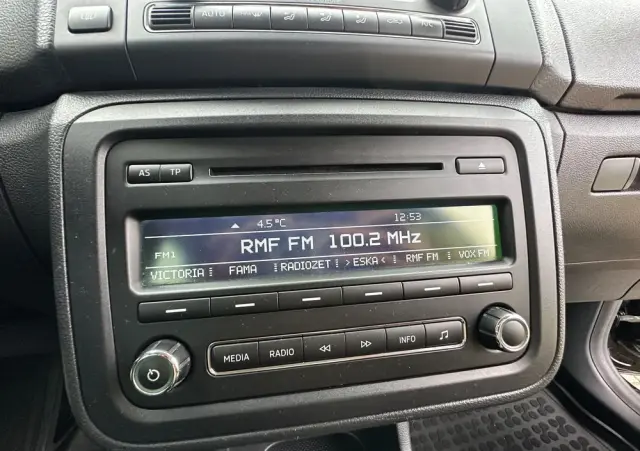 AUTO
A/C
AS TP
4.5 °C 12:53
RMF FM 100.2 MHz
FM1
VICTORIA FAMA RADIOZET >ESKA< RMF FM VOX FM
MEDIA RADIO INFO